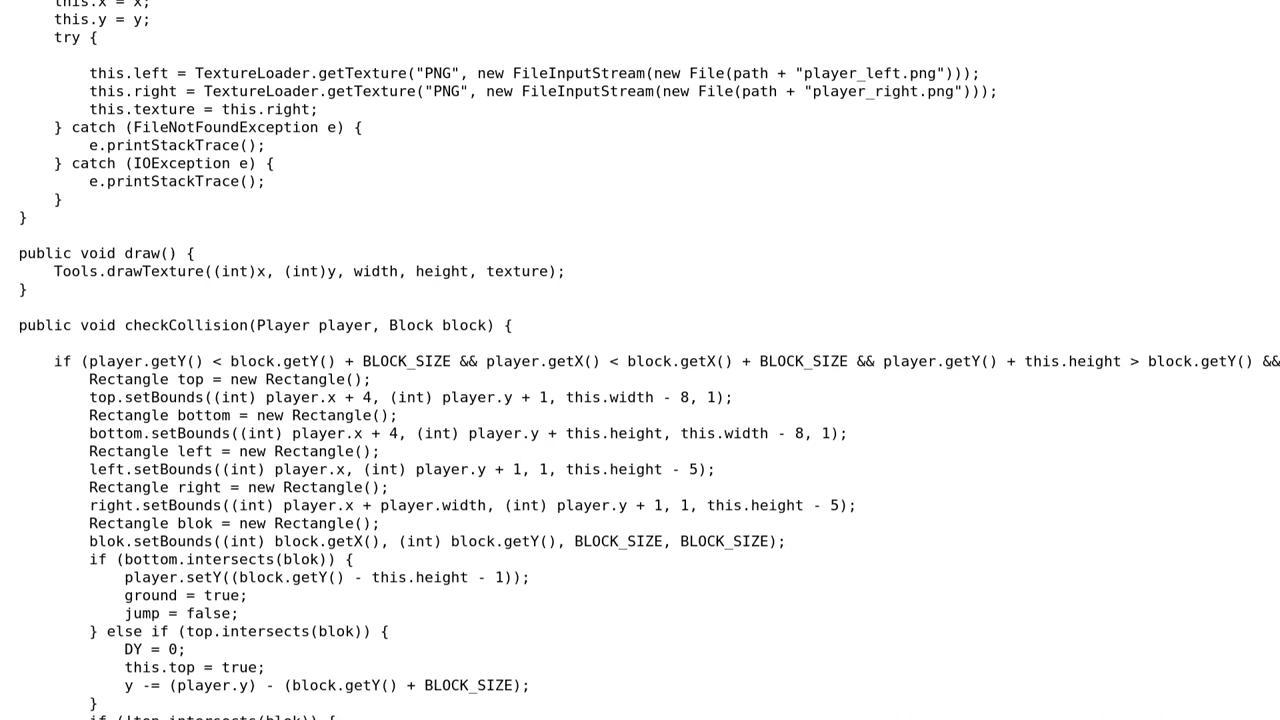 this.x = x;
this.y = y;
try {
this.left = TextureLoader.getTexture("PNG", new FileInputStream(new File(path + "player_left.png")));
this.right = TextureLoader.getTexture("PNG", new FileInputStream(new File(path + "player_right.png")));
this.texture = this.right;
} catch (FileNotFoundException e) {
e.printStackTrace();
} catch (IOException e) {
e.printStackTrace();
}
}
public void draw() {
Tools.drawTexture((int)x, (int)y, width, height, texture);
}
public void checkCollision(Player player, Block block) {
if (player.getY() < block.getY() + BLOCK_SIZE && player.getX() < block.getX() + BLOCK_SIZE && player.getY() + this.height > block.getY() &&
Rectangle top = new Rectangle();
top.setBounds((int) player.x + 4, (int) player.y + 1, this.width - 8, 1);
Rectangle bottom = new Rectangle();
bottom.setBounds((int) player.x + 4, (int) player.y + this.height, this.width - 8, 1);
Rectangle left = new Rectangle();
left.setBounds((int) player.x, (int) player.y + 1, 1, this.height - 5);
Rectangle right = new Rectangle();
right.setBounds((int) player.x + player.width, (int) player.y + 1, 1, this.height - 5);
Rectangle blok = new Rectangle();
blok.setBounds((int) block.getX(), (int) block.getY(), BLOCK_SIZE, BLOCK_SIZE);
if (bottom.intersects(blok)) {
player.setY((block.getY() - this.height - 1));
ground = true;
jump = false;
} else if (top.intersects(blok)) {
DY = 0;
this.top = true;
y -= (player.y) - (block.getY() + BLOCK_SIZE);
}
if (!top.intersects(blok)) {